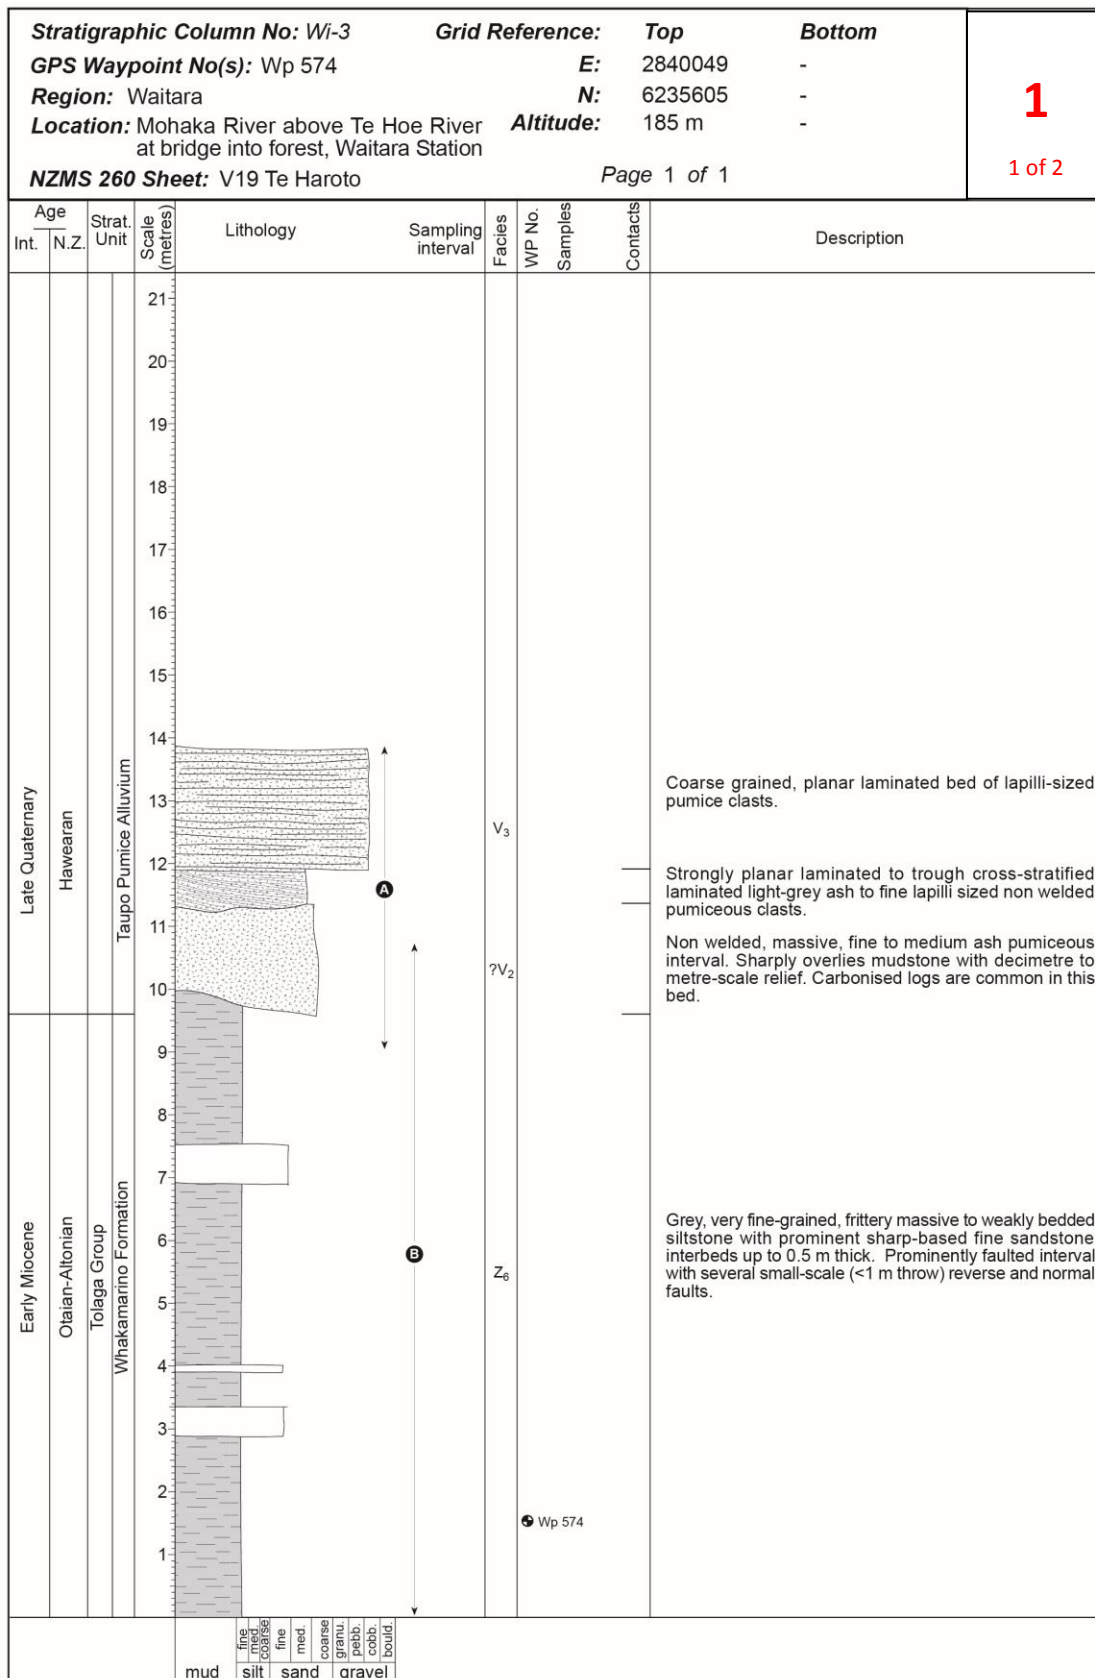 Stratigraphic Column No: Wi-3
GPS Waypoint No(s): Wp 574
Region: Waitara
Location: Mohaka River above Te Hoe River
at bridge into forest, Waitara Station
NZMS 260 Sheet: V19 Te Haroto
Grid Reference: Top Bottom
E: 2840049 -
N: 6235605 -
Altitude: 185 m -
Page 1 of 1
1
1 of 2
Age
Int.
N.Z.
Strat.
Unit
Scale
(metres)
Lithology
Sampling
interval
Facies
WP No.
Samples
Contacts
Description
21
20
19
18
17
16
15
14
13
12
11
10
9
8
7
6
5
4
3
2
1
Late Quaternary
Hawearan
Taupo Pumice Alluvium
Early Miocene
Otaian-Altonian
Tolaga Group
Whakamarino Formation
A
B
V3
?V2
Z6
Wp 574
Coarse grained, planar laminated bed of lapilli-sized
pumice clasts.
Strongly planar laminated to trough cross-stratified
laminated light-grey ash to fine lapilli sized non welded
pumiceous clasts.
Non welded, massive, fine to medium ash pumiceous
interval. Sharply overlies mudstone with decimetre to
metre-scale relief. Carbonised logs are common in this
bed.
Grey, very fine-grained, frittery massive to weakly bedded
siltstone with prominent sharp-based fine sandstone
interbeds up to 0.5 m thick. Prominently faulted interval
with several small-scale (<1 m throw) reverse and normal
faults.
fine
med.
coarse
fine
med.
coarse
granu.
pebb.
cobb.
bould.
mud silt sand gravel